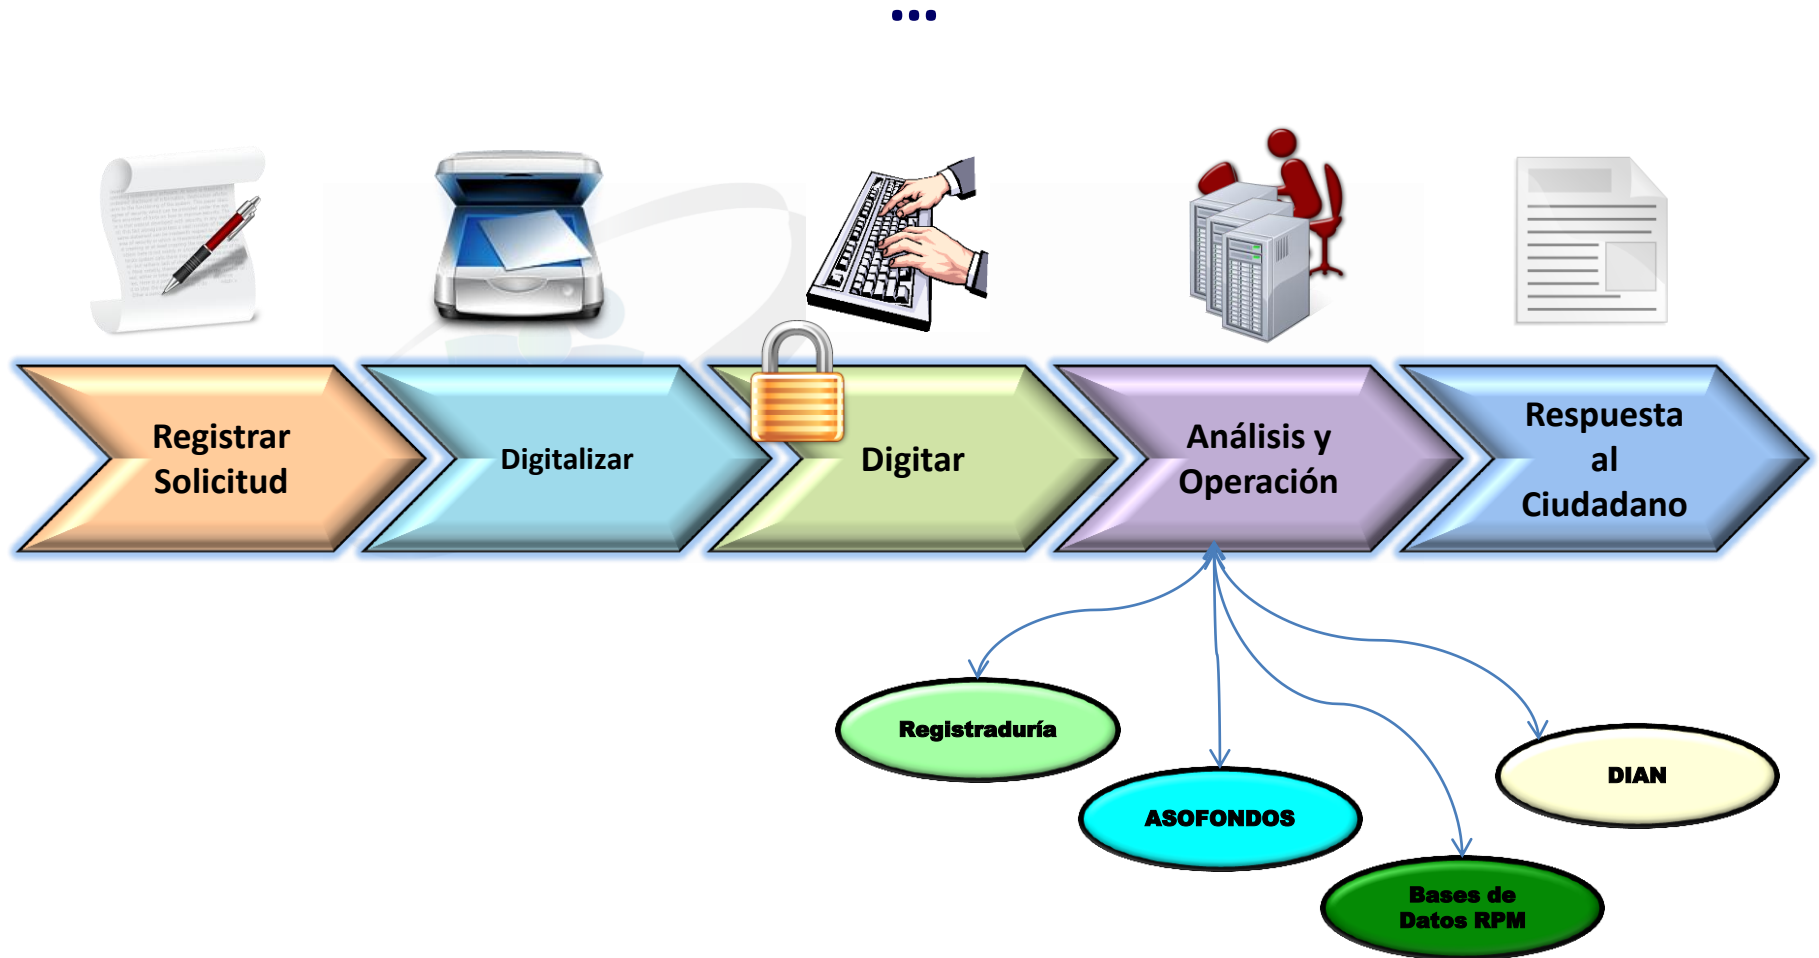 ...
Registrar
Solicitud
Digitalizar
Digitar
Análisis y
Operación
Respuesta
al
Ciudadano
Registraduría
ASOFONDOS
DIAN
Bases de
Datos RPM